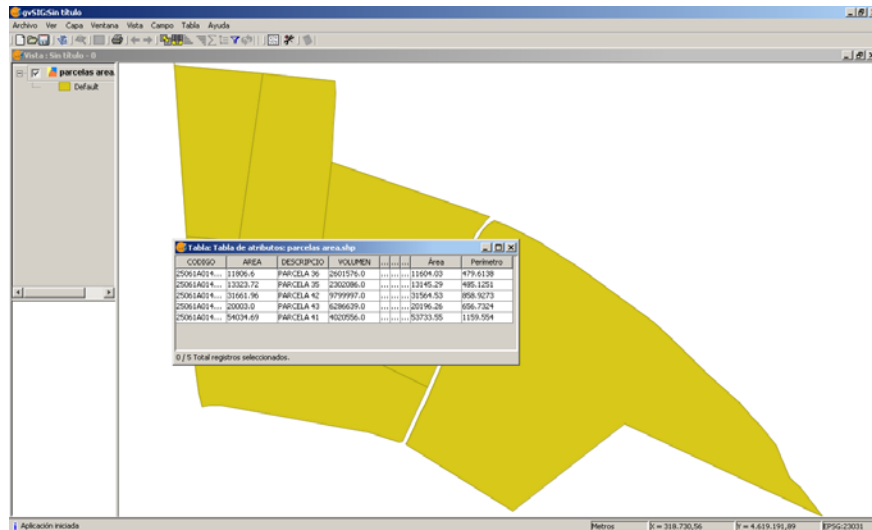 gvSIG:Sin título
Archivo Ver Capa Ventana Vista Campo Tabla Ayuda
Vista : Sin título - 0
parcelas area.
Default
Tabla: Tabla de atributos: parcelas area.shp
CODIGO AREA DESCRIPCIO VOLUMEN ... ... ... Área Perímetro
25061A014... 11806.6 PARCELA 36 2601576.0 ... ... ... 11604.03 479.6138
25061A014... 13323.72 PARCELA 35 2302086.0 ... ... ... 13145.29 485.1251
25061A014... 31661.96 PARCELA 42 9799997.0 ... ... ... 31564.53 858.9273
25061A014... 20003.0 PARCELA 43 6286639.0 ... ... ... 20196.26 656.7324
25061A014... 54034.69 PARCELA 41 4020556.0 ... ... ... 53733.55 1159.554
0 / 5 Total registros seleccionados.
Aplicación iniciada
Metros X = 318.730,56 Y = 4.619.191,89 EPSG:23031